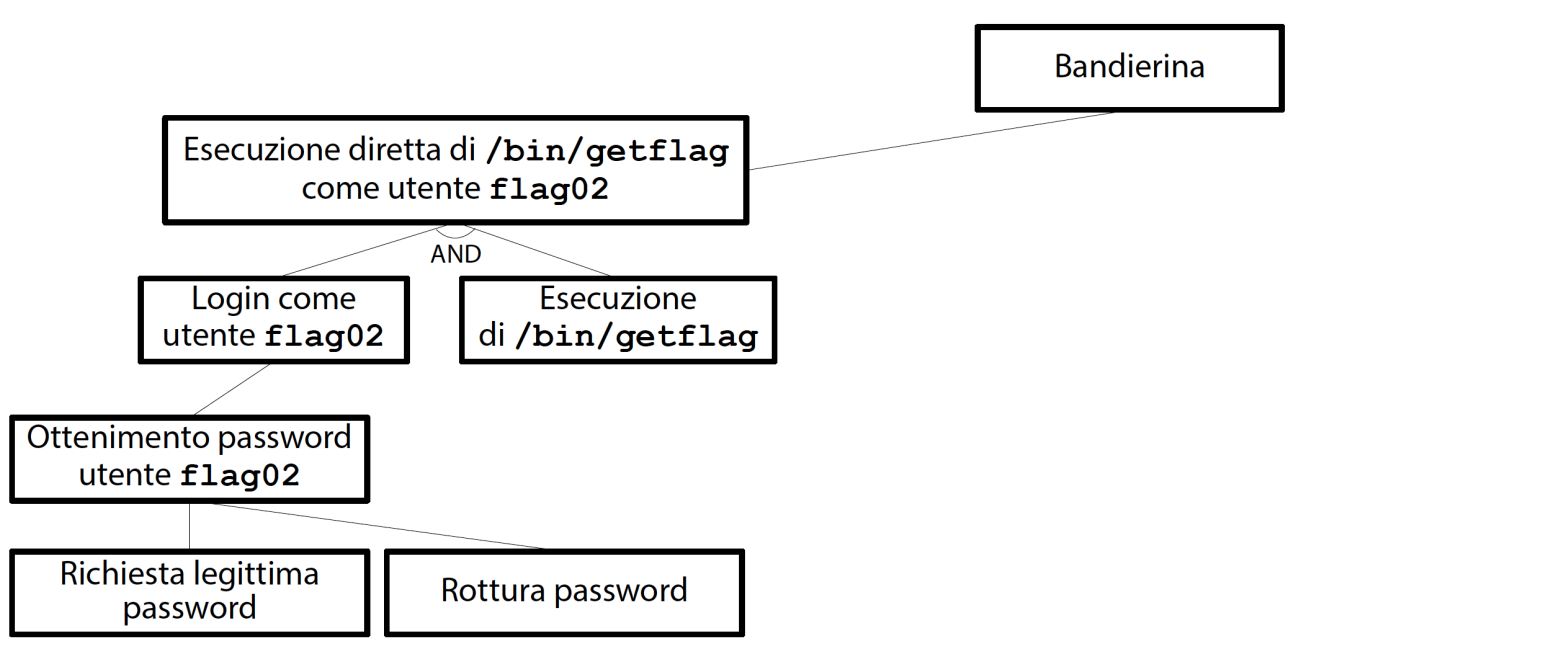 Bandierina
Esecuzione diretta di /bin/getflag
come utente flag02
AND
Login come
utente flag02
Esecuzione
di /bin/getflag
Ottenimento password
utente flag02
Richiesta legittima
password
Rottura password